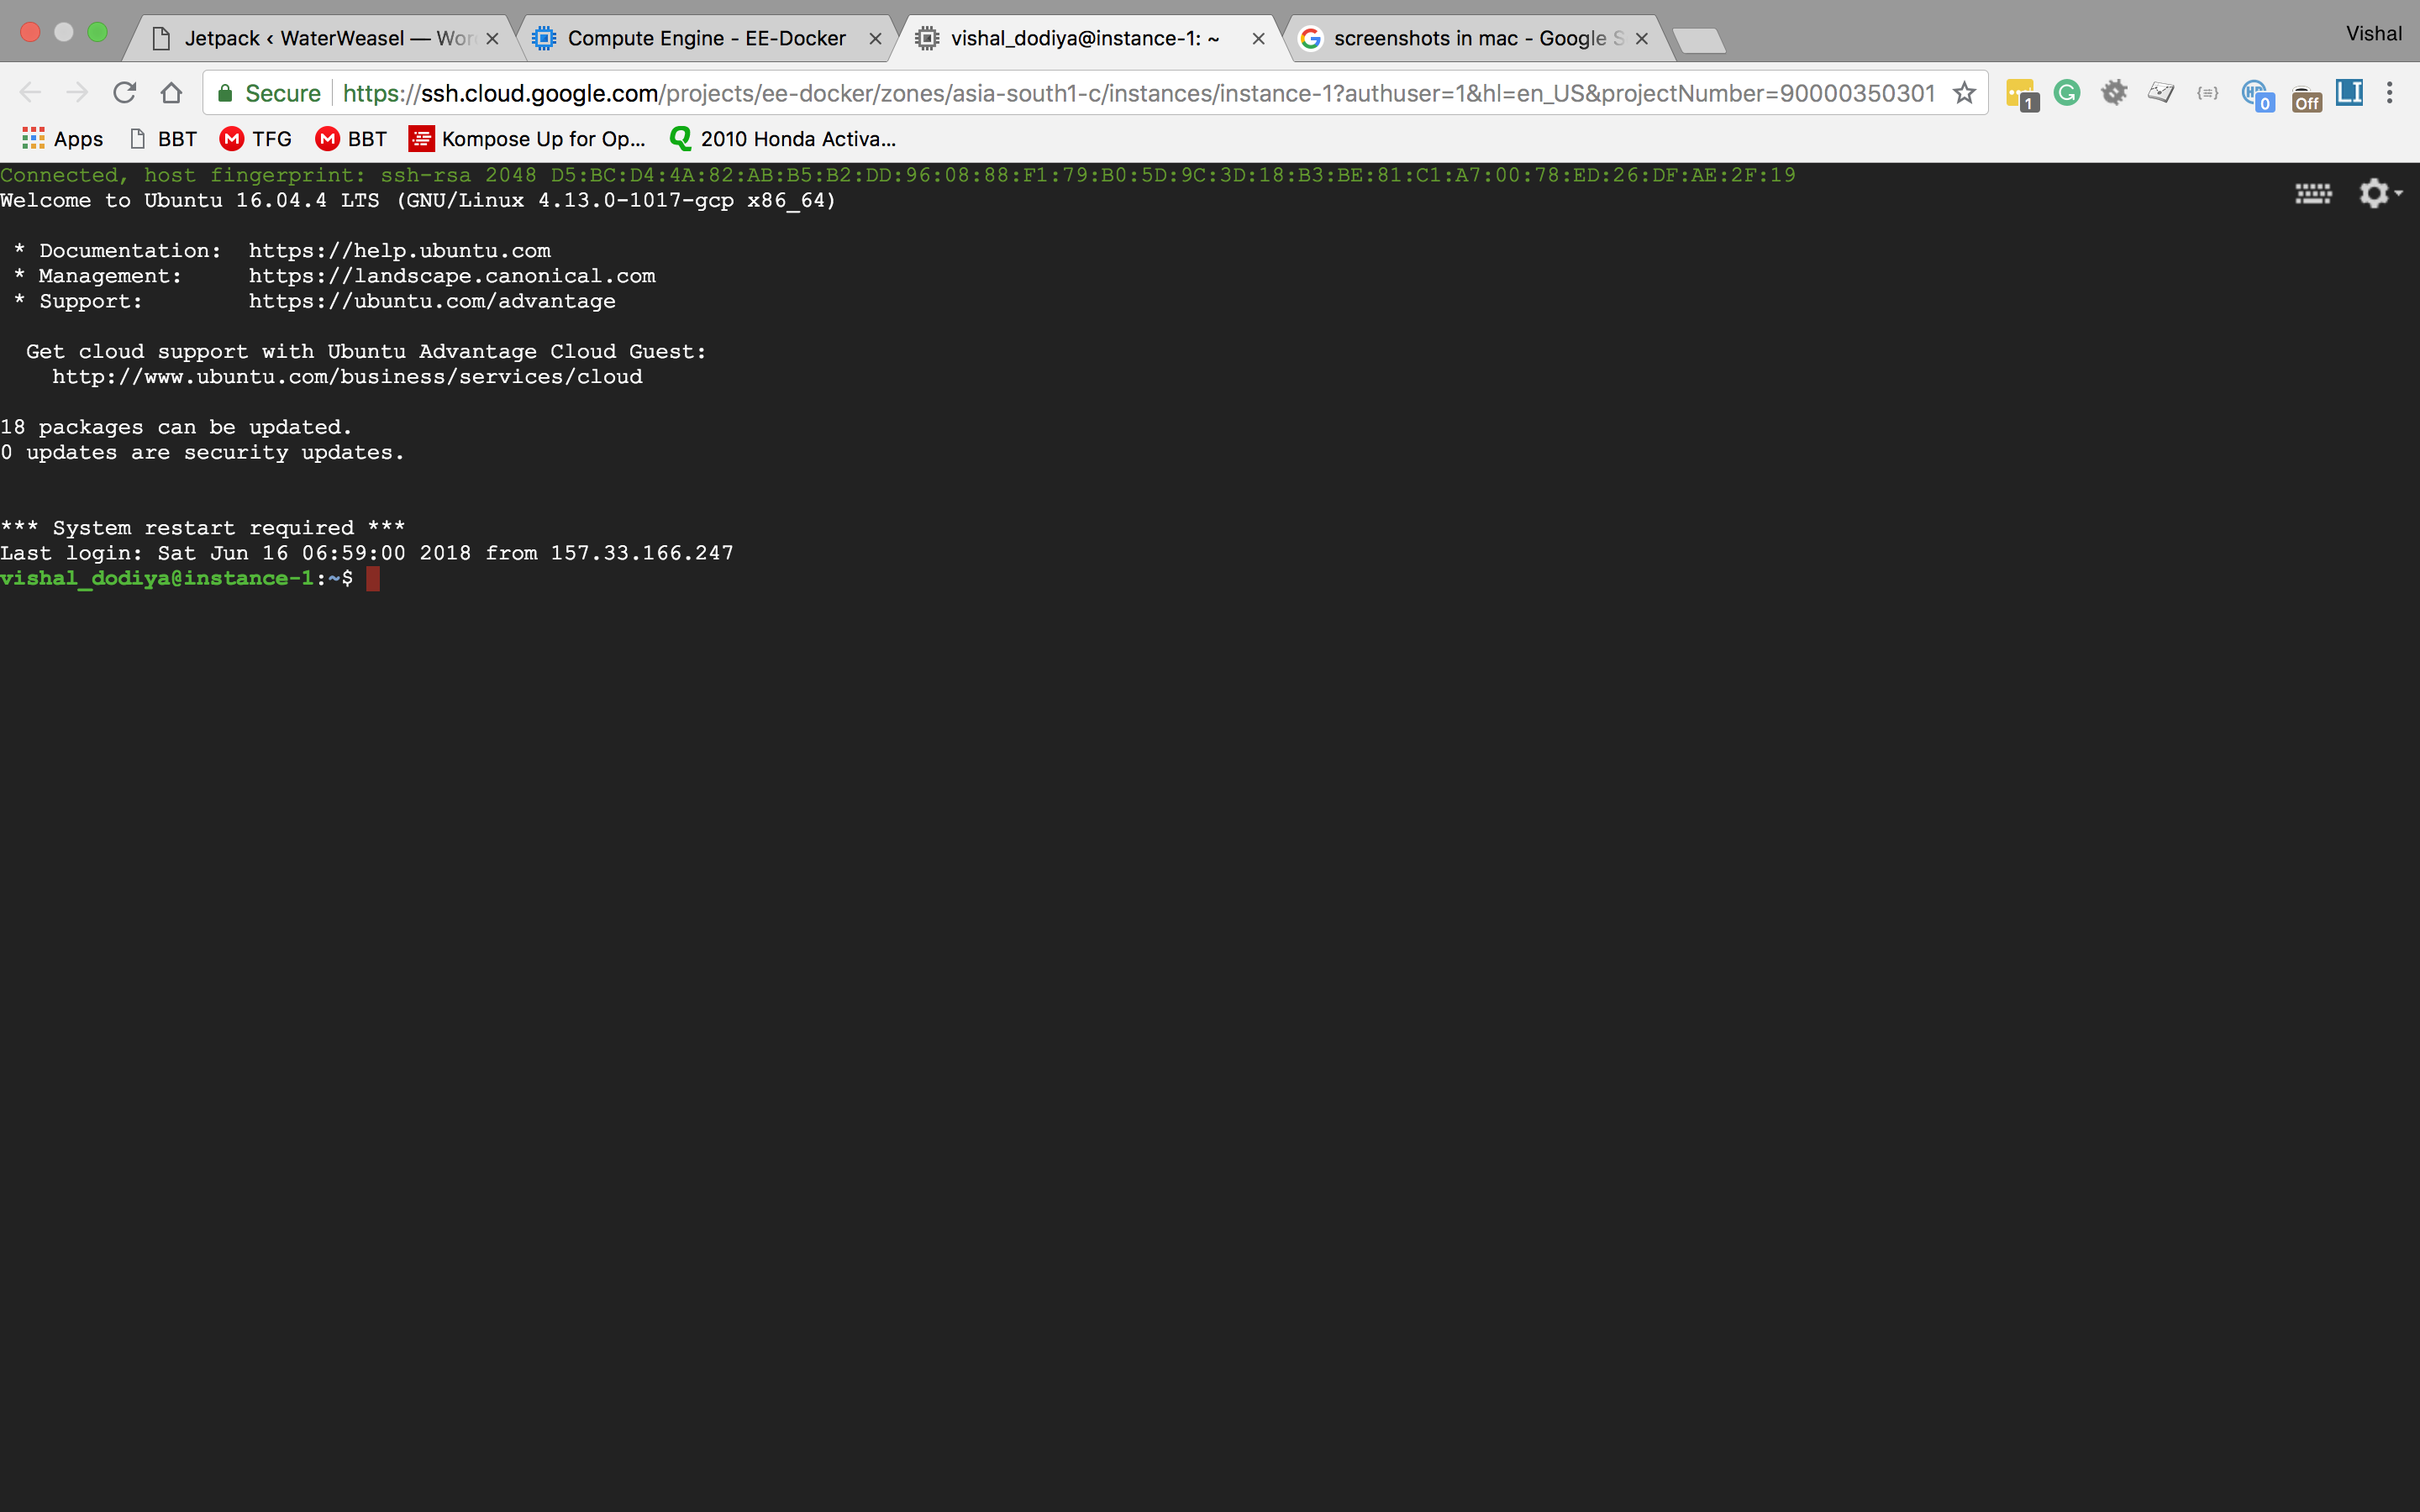 Jetpack ‹ WaterWeasel — Wor
Compute Engine - EE-Docker
vishal_dodiya@instance-1: ~
screenshots in mac - Google S
Vishal
Secure
https://ssh.cloud.google.com/projects/ee-docker/zones/asia-south1-c/instances/instance-1?authuser=1&hl=en_US&projectNumber=90000350301
1
0
Off
LI
Apps
BBT
TFG
BBT
Kompose Up for Op...
2010 Honda Activa...
Connected, host fingerprint: ssh-rsa 2048 D5:BC:D4:4A:82:AB:B5:B2:DD:96:08:88:F1:79:B0:5D:9C:3D:18:B3:BE:81:C1:A7:00:78:ED:26:DF:AE:2F:19
Welcome to Ubuntu 16.04.4 LTS (GNU/Linux 4.13.0-1017-gcp x86_64)
* Documentation:  https://help.ubuntu.com
* Management:     https://landscape.canonical.com
* Support:        https://ubuntu.com/advantage
Get cloud support with Ubuntu Advantage Cloud Guest:
http://www.ubuntu.com/business/services/cloud
18 packages can be updated.
0 updates are security updates.
*** System restart required ***
Last login: Sat Jun 16 06:59:00 2018 from 157.33.166.247
vishal_dodiya@instance-1:~$